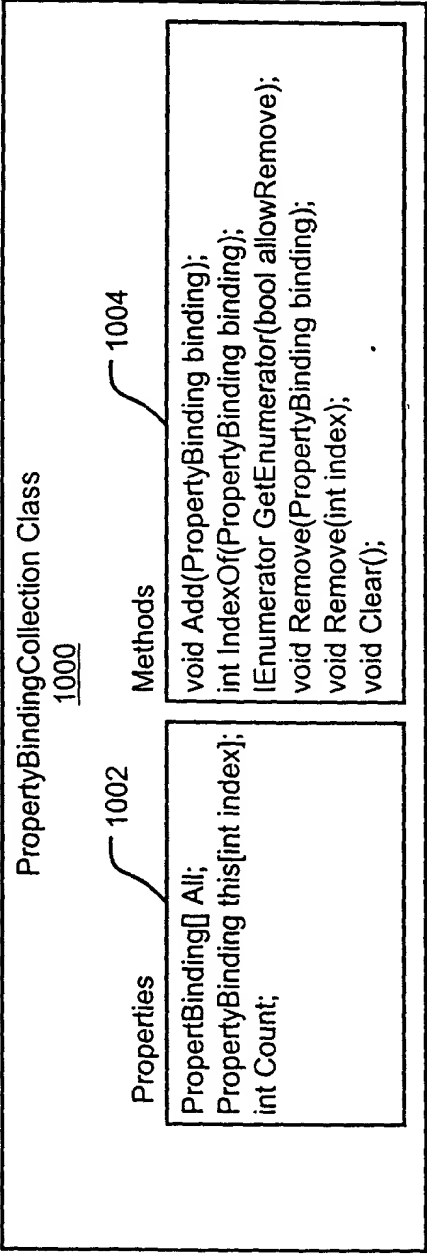 PropertyBindingCollection Class
1000
Properties
1002
PropertBinding[] All;
PropertyBinding this[int index];
int Count;
Methods
1004
void Add(PropertyBinding binding);
int IndexOf(PropertyBinding binding);
IEnumerator GetEnumerator(bool allowRemove);
void Remove(PropertyBinding binding);
void Remove(int index);
void Clear();